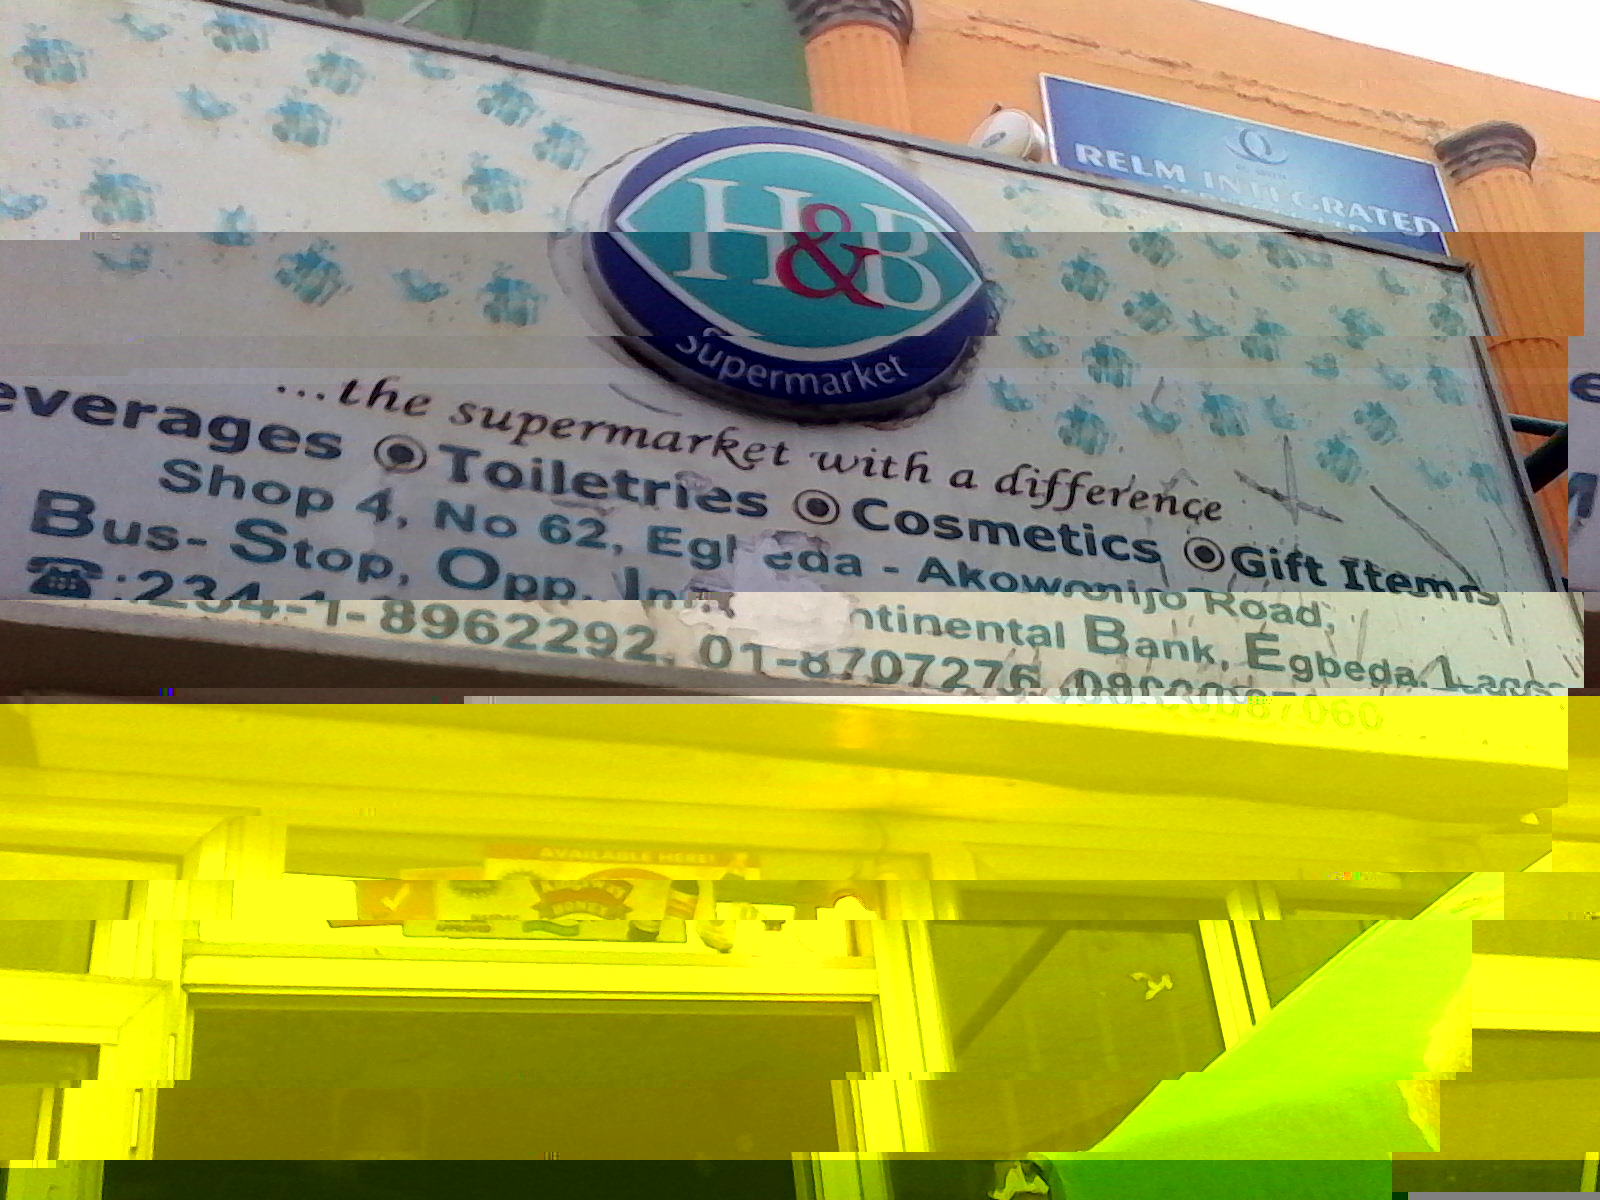 RELM INTEGRATED
H&B
Supermarket
...the supermarket with a difference
everages Toiletries Cosmetics Gift Items
Shop 4, No 62, Egbeda - Akowonjo Road,
Bus-Stop, Opp. ntinental Bank, Egbeda, Lagos
:234-1-8962292, 01-8707276,
AVAILABLE HERE!